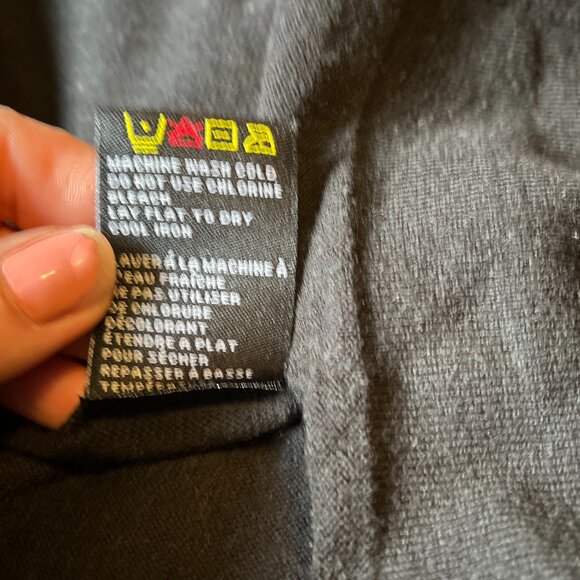 MACHINE WASH COLD
DO NOT USE CHLORINE
BLEACH
LAY FLAT TO DRY
COOL IRON
LAVER À LA MACHINE À
L'EAU FRAÎCHE
NE PAS UTILISER
DE CHLORURE
DÉCOLORANT
ÉTENDRE A PLAT
POUR SÉCHER
REPASSER À BASSE